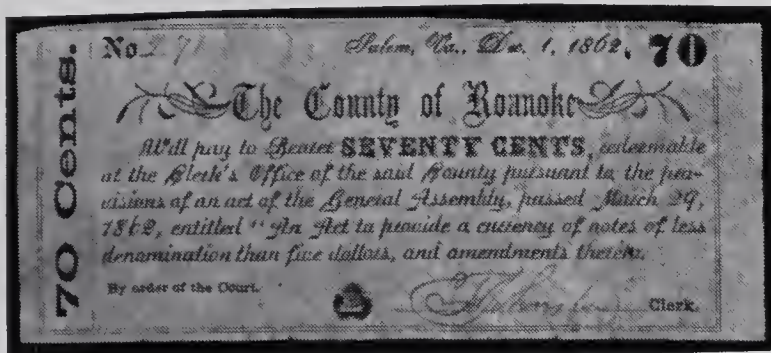 70 Cents.
No 271 Salem, Va., Dec. 1, 1862. 70
The County of Roanoke
Will pay to Bearer SEVENTY CENTS, redeemable
at the Clerk's Office of the said County pursuant to the pro-
visions of an act of the General Assembly, passed March 29,
1862, entitled "An Act to provide a currency of notes of less
denomination than five dollars, and amendments thereto.
By order of the Court. Clerk.